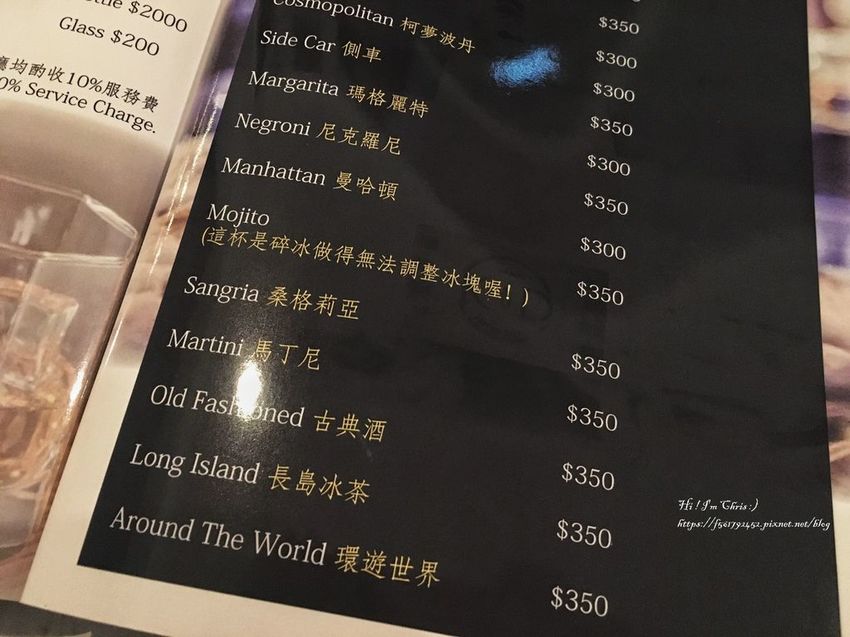 $2000
Glass $200
均酌收10%服務費
0% Service Charge.
$350
$300
Cosmopolitan 柯夢波丹 $300
Side Car 側車 $350
Margarita 瑪格麗特 $300
Negroni 尼克羅尼 $350
Manhattan 曼哈頓 $300
Mojito $350
(這杯是碎冰做得無法調整冰塊喔！)
Sangria 桑格莉亞 $350
Martini 馬丁尼 $350
Old Fashioned 古典酒 $350
Long Island 長島冰茶 $350
Around The World 環遊世界 $350
Hi ! I'm Chris :)
https://f561792452.pixnet.net/blog